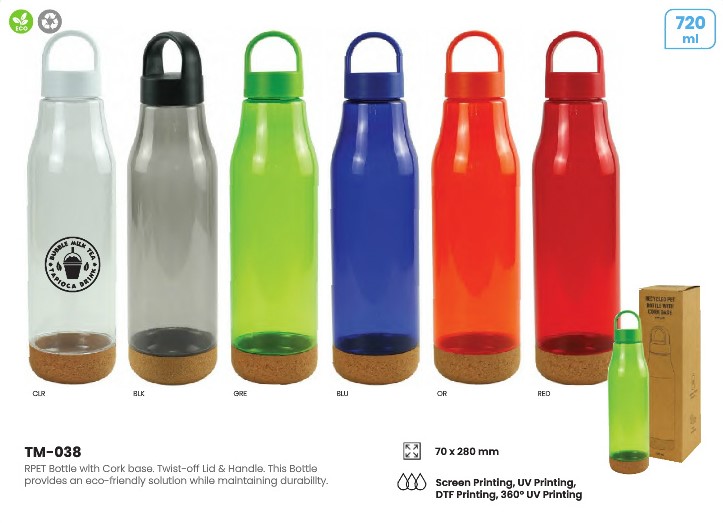 ECO
720
ml
BUBBLE MILK TEA
TAPIOCA DRINK
RECYCLED PET
BOTTLE WITH
CORK BASE
CLR
BLK
GRE
BLU
OR
RED
TM-038
RPET Bottle with Cork base. Twist-off Lid & Handle. This Bottle
provides an eco-friendly solution while maintaining durability.
70 x 280 mm
Screen Printing, UV Printing,
DTF Printing, 360° UV Printing